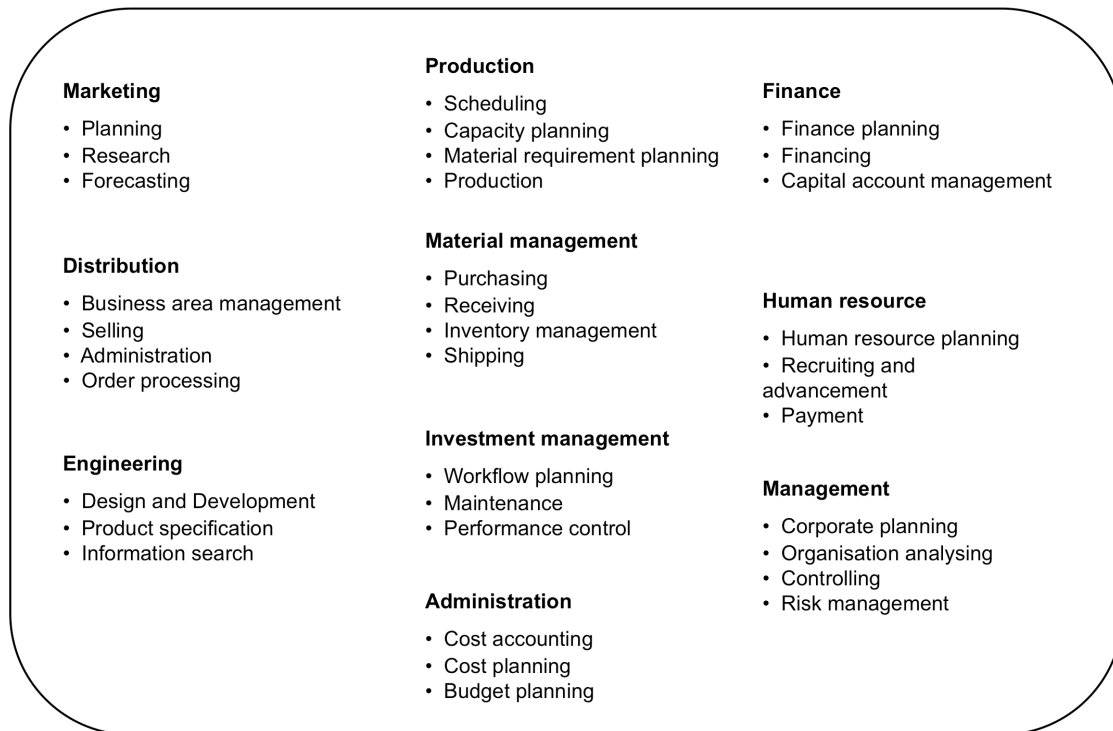 Marketing
• Planning
• Research
• Forecasting
Distribution
• Business area management
• Selling
• Administration
• Order processing
Engineering
• Design and Development
• Product specification
• Information search
Production
• Scheduling
• Capacity planning
• Material requirement planning
• Production
Material management
• Purchasing
• Receiving
• Inventory management
• Shipping
Investment management
• Workflow planning
• Maintenance
• Performance control
Administration
• Cost accounting
• Cost planning
• Budget planning
Finance
• Finance planning
• Financing
• Capital account management
Human resource
• Human resource planning
• Recruiting and
advancement
• Payment
Management
• Corporate planning
• Organisation analysing
• Controlling
• Risk management